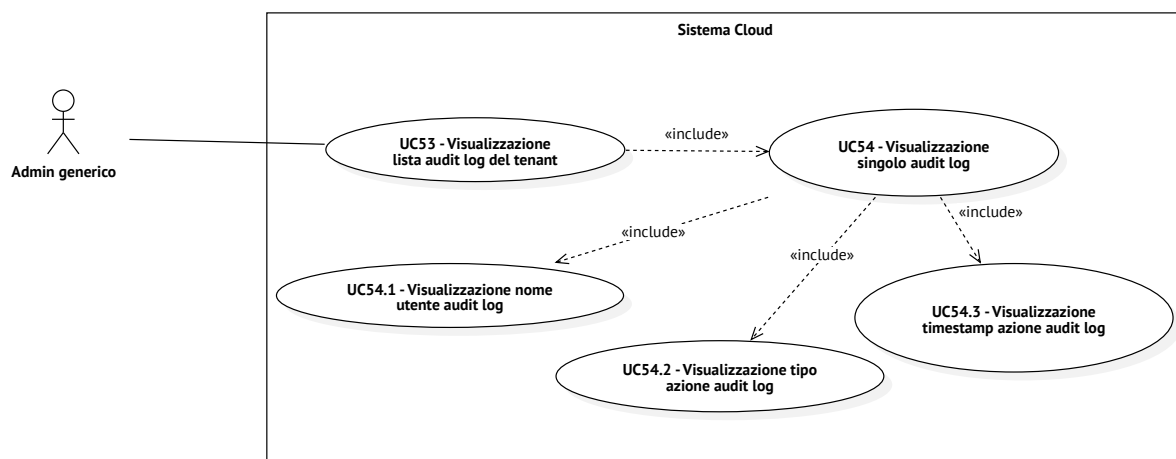 Sistema Cloud
Admin generico
UC53 - Visualizzazione
lista audit log del tenant
«include»
UC54 - Visualizzazione
singolo audit log
«include»
«include»
«include»
UC54.1 - Visualizzazione nome
utente audit log
UC54.2 - Visualizzazione tipo
azione audit log
UC54.3 - Visualizzazione
timestamp azione audit log